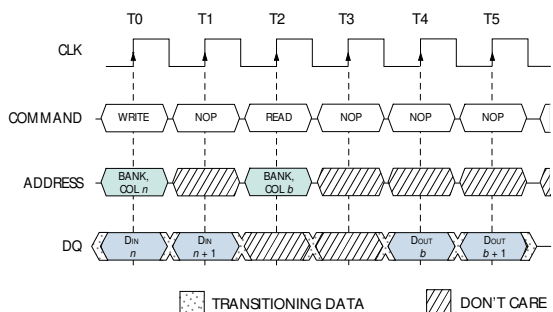 T0 T1 T2 T3 T4 T5
CLK
COMMAND WRITE NOP READ NOP NOP NOP
ADDRESS BANK, COL n BANK, COL b
DQ DIN n DIN n + 1 DOUT b DOUT b + 1
TRANSITIONING DATA DON'T CARE